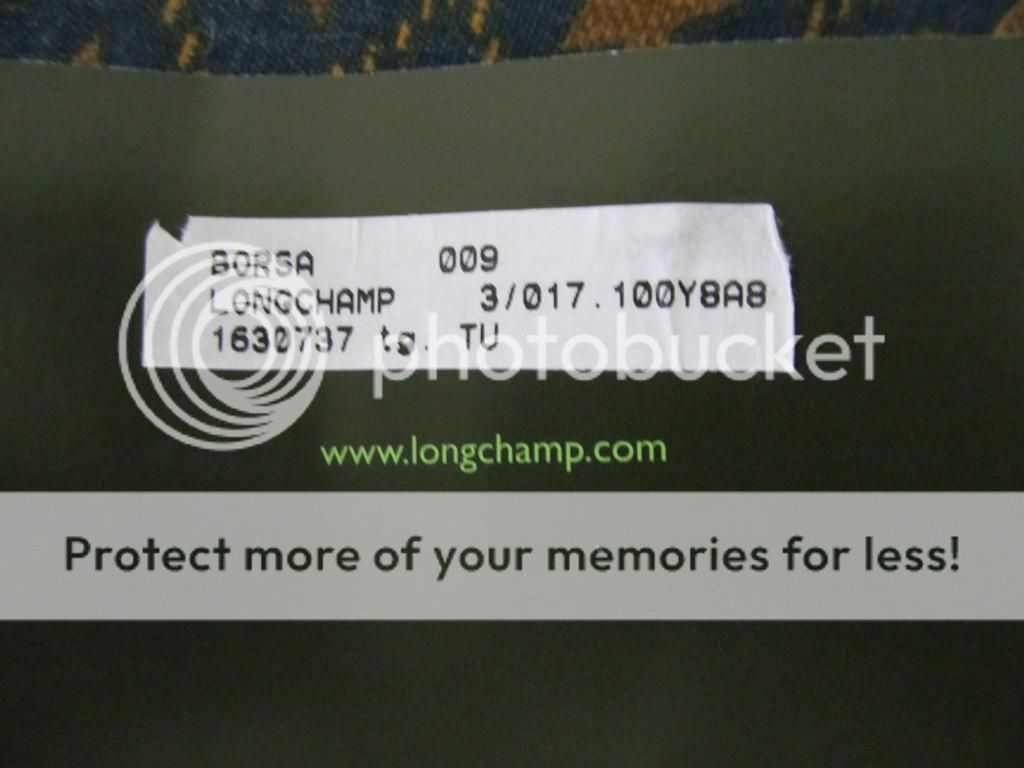 BORSA 009
LONGCHAMP 3/017.100Y8A8
1630737 tg. TU
photobucket
www.longchamp.com
Protect more of your memories for less!